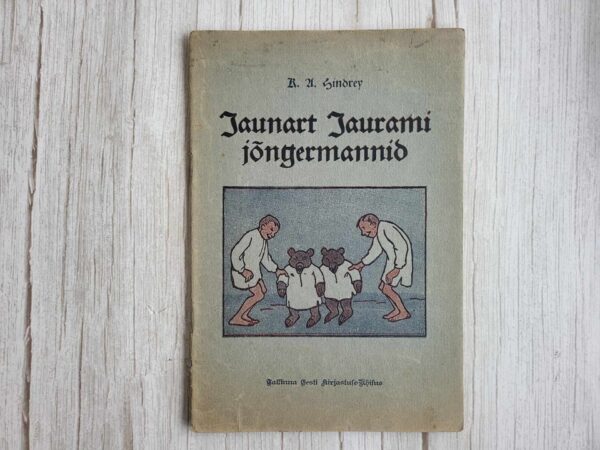 K. A. Hindrey
Jaunart Jaurami
jõngermannid
Tallinna Eesti Kirjastuse-Ühisus